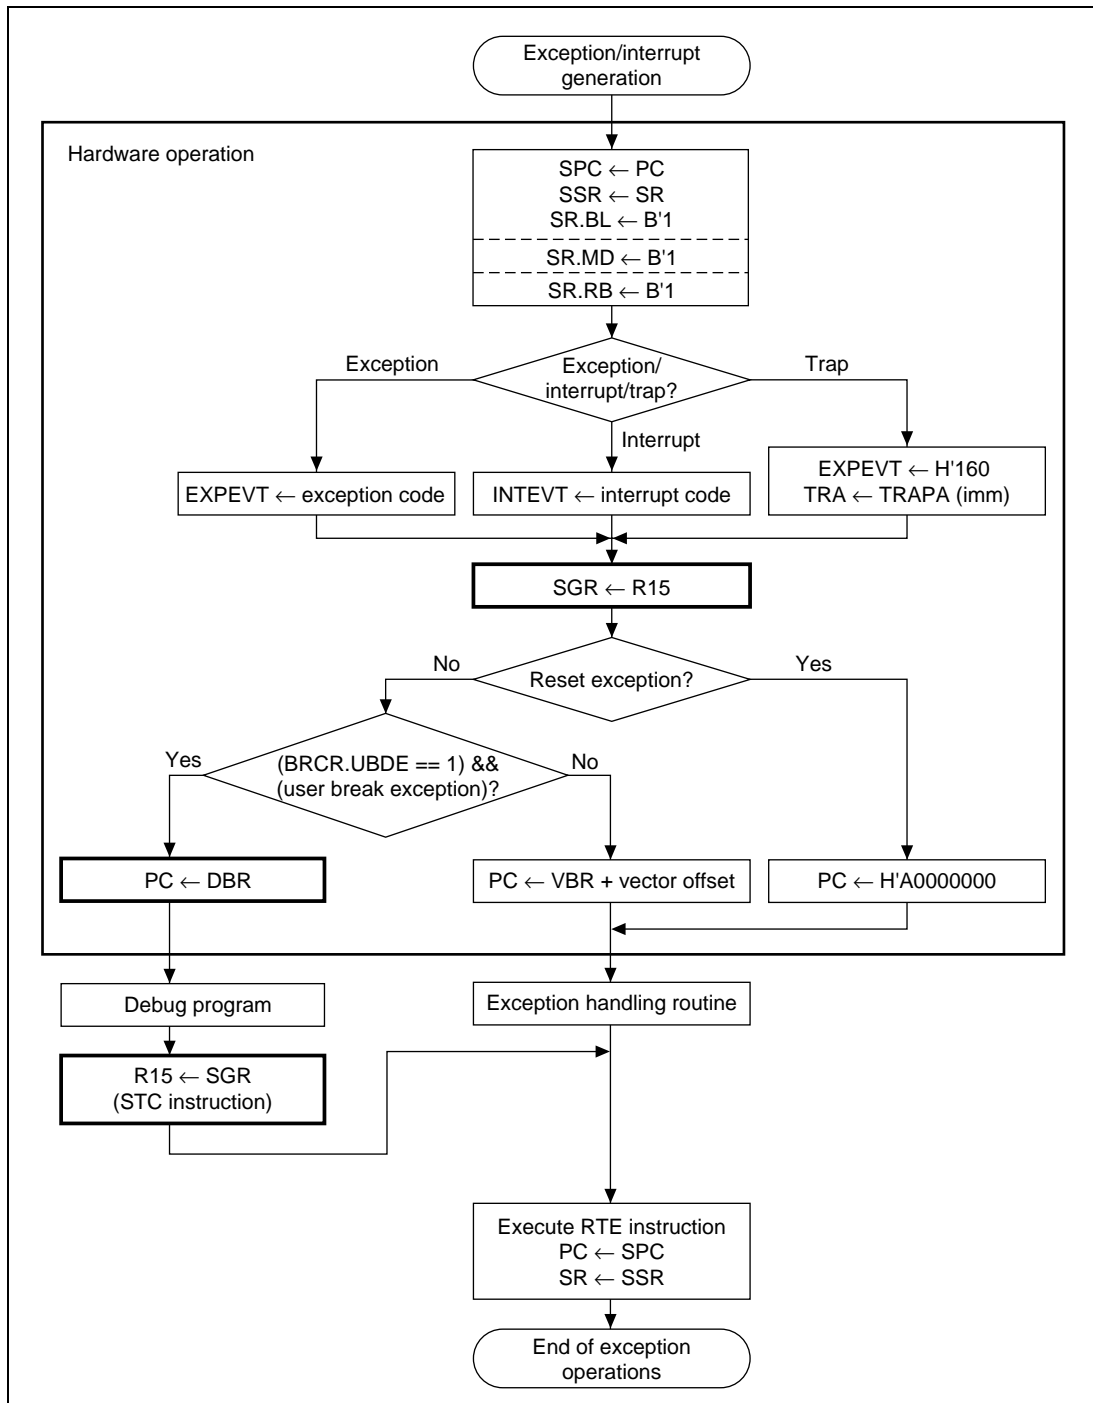 Exception/interrupt
generation
Hardware operation
SPC ← PC
SSR ← SR
SR.BL ← B'1
SR.MD ← B'1
SR.RB ← B'1
Exception
Exception/
interrupt/trap?
Trap
Interrupt
EXPEVT ← exception code
INTEVT ← interrupt code
EXPEVT ← H'160
TRA ← TRAPA (imm)
SGR ← R15
No
Reset exception?
Yes
Yes
(BRCR.UBDE == 1) &&
(user break exception)?
No
PC ← DBR
PC ← VBR + vector offset
PC ← H'A0000000
Debug program
Exception handling routine
R15 ← SGR
(STC instruction)
Execute RTE instruction
PC ← SPC
SR ← SSR
End of exception
operations